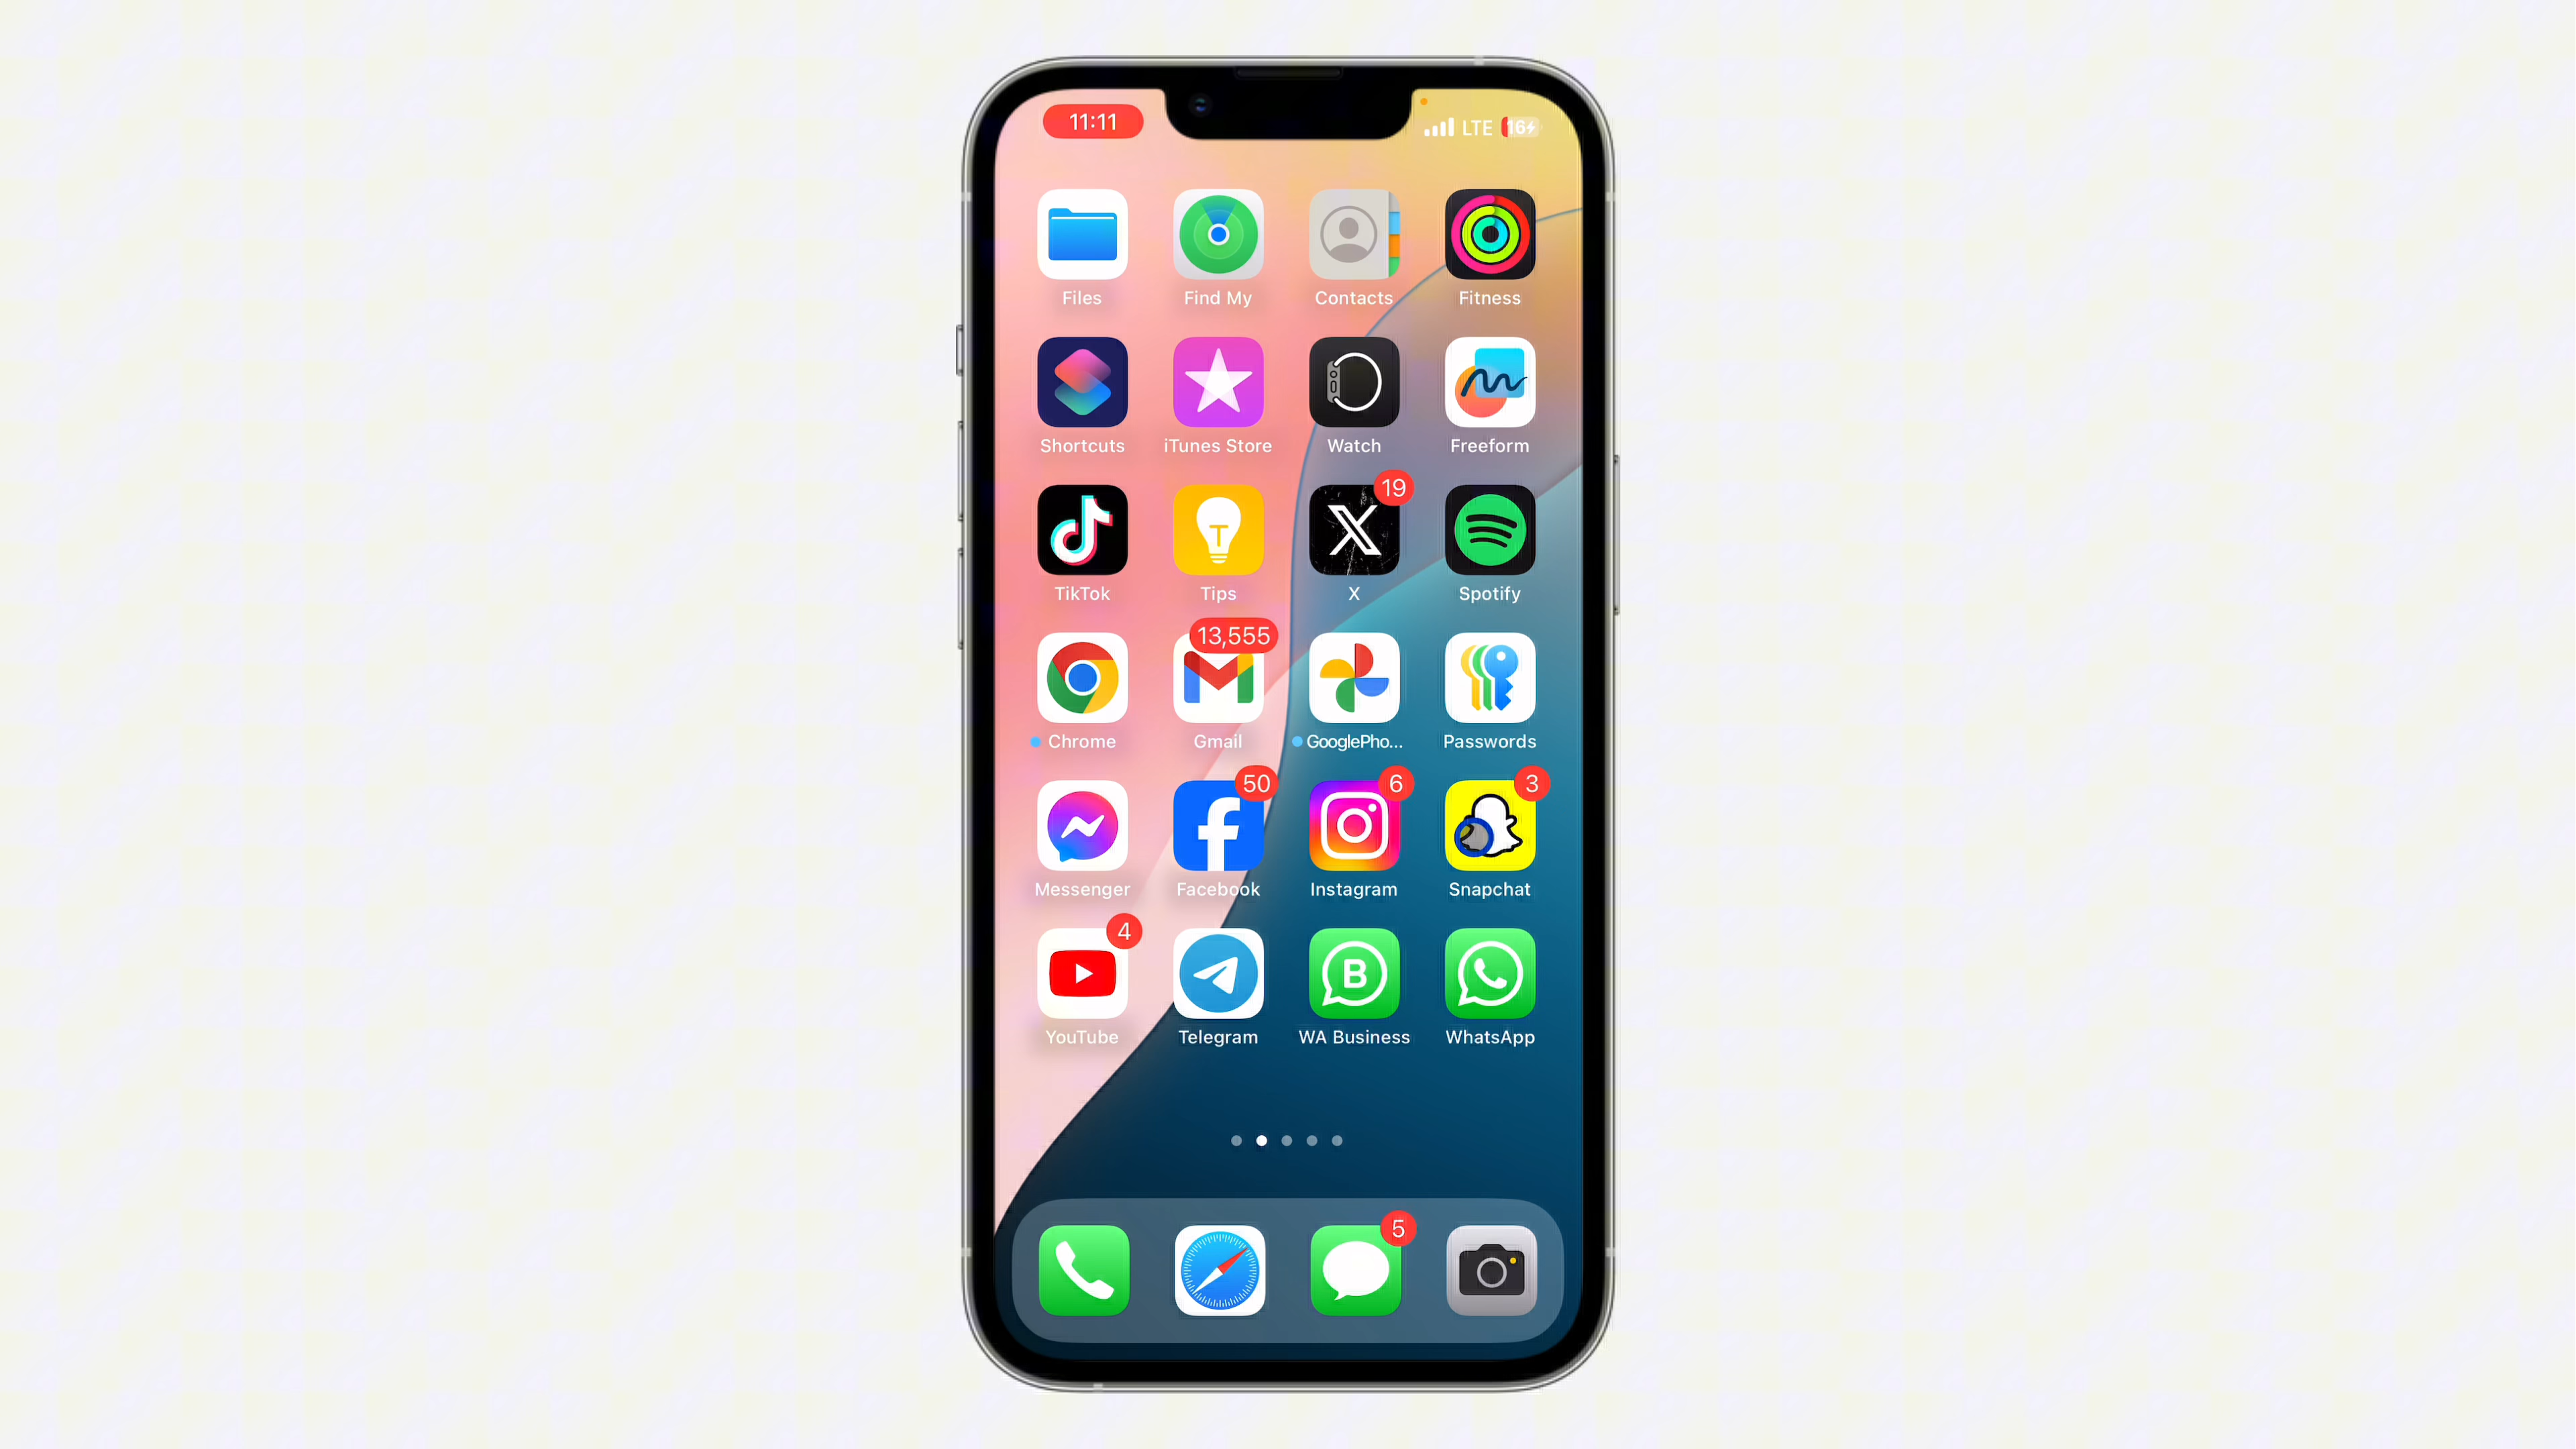 11:11
LTE 16
Files Find My Contacts Fitness
Shortcuts iTunes Store Watch Freeform
19
T
X
TikTok Tips X Spotify
13,555
Chrome Gmail GooglePho... Passwords
50 6 3
Messenger Facebook Instagram Snapchat
4
B
YouTube Telegram WA Business WhatsApp
5